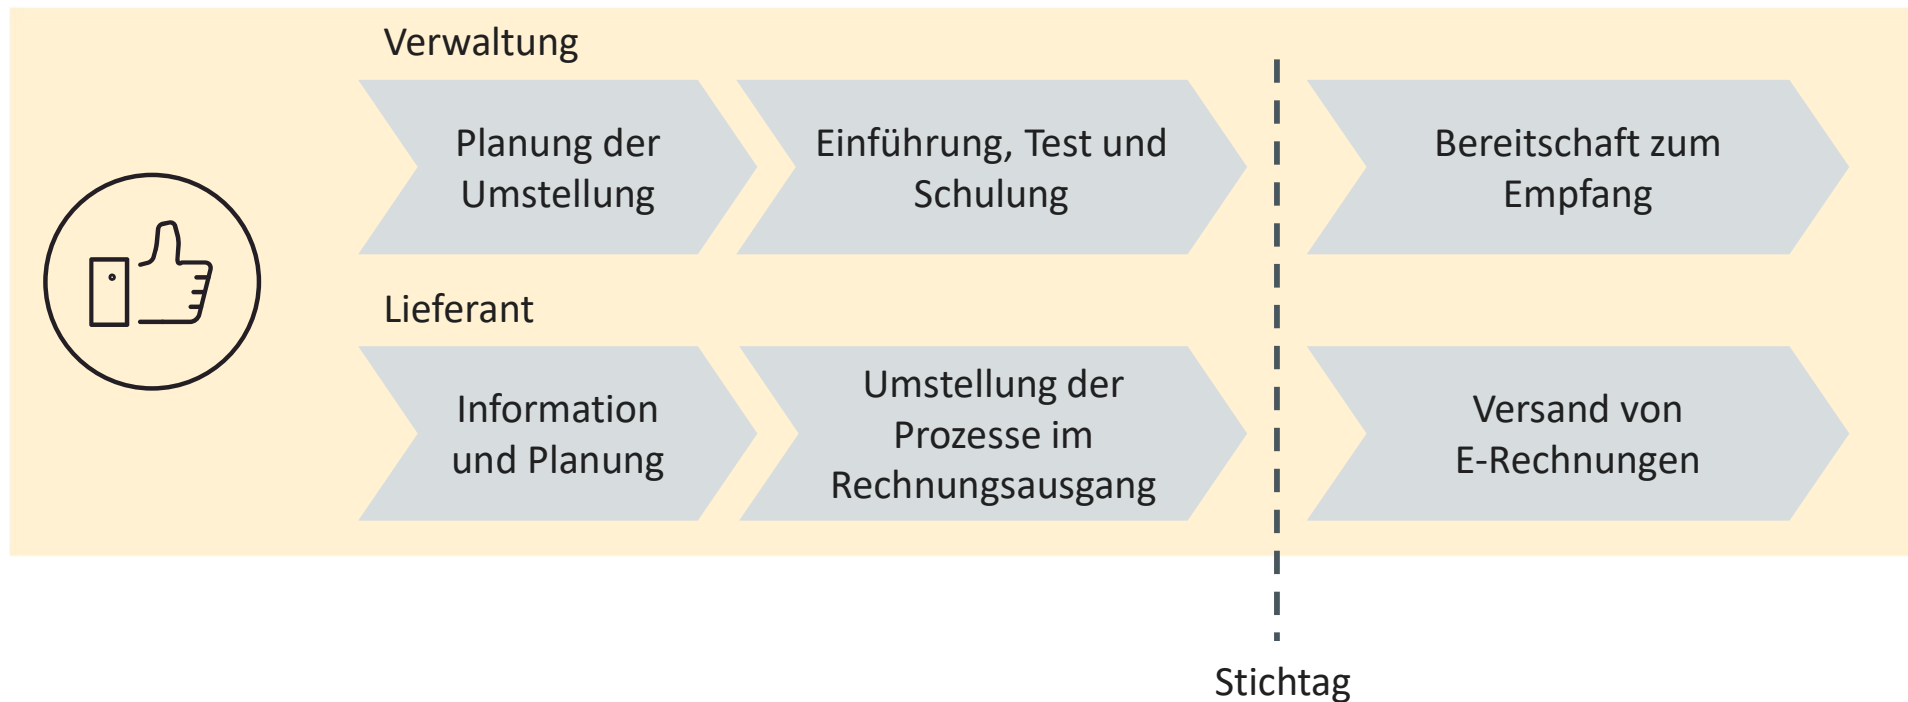 Verwaltung
Planung der
Umstellung
Einführung, Test und
Schulung
Bereitschaft zum
Empfang
Lieferant
Information
und Planung
Umstellung der
Prozesse im
Rechnungsausgang
Versand von
E-Rechnungen
Stichtag